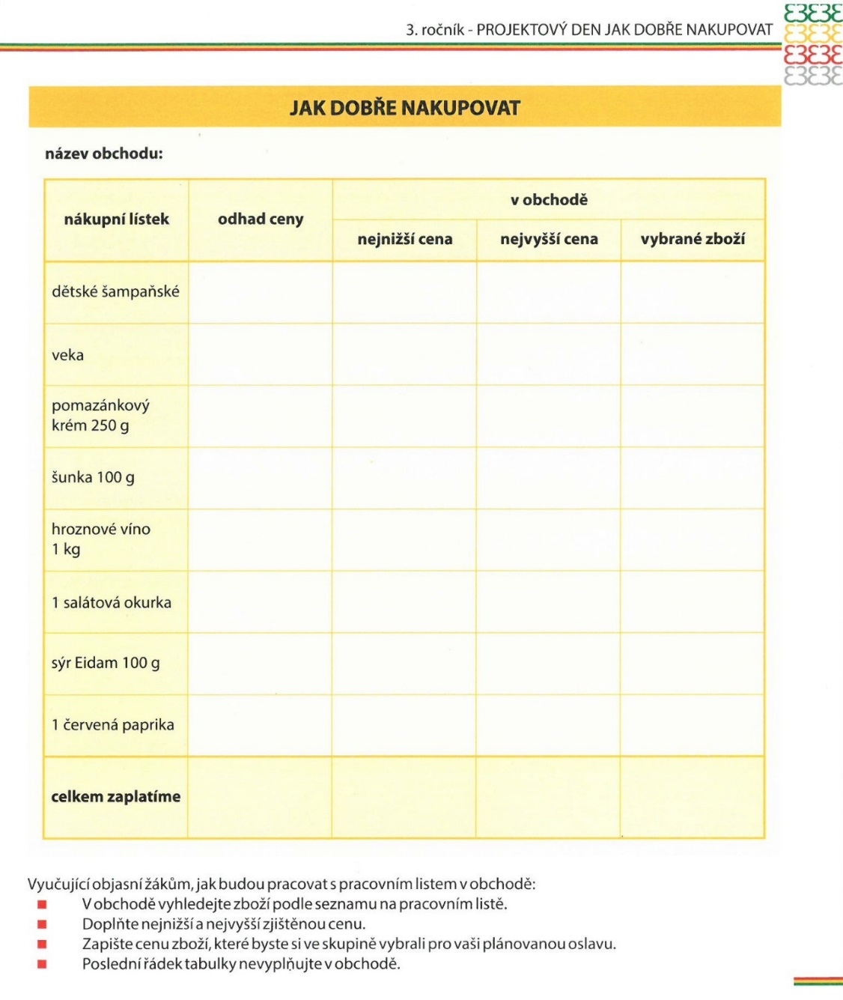 3. ročník - PROJEKTOVÝ DEN JAK DOBŘE NAKUPOVAT
JAK DOBŘE NAKUPOVAT
název obchodu:
nákupní lístek
odhad ceny
v obchodě
nejnižší cena
nejvyšší cena
vybrané zboží
dětské šampaňské
veka
pomazánkový
krém 250 g
šunka 100 g
hroznové víno
1 kg
1 salátová okurka
sýr Eidam 100 g
1 červená paprika
celkem zaplatíme
Vyučující objasní žákům, jak budou pracovat s pracovním listem v obchodě:
V obchodě vyhledejte zboží podle seznamu na pracovním listě.
Doplňte nejnižší a nejvyšší zjištěnou cenu.
Zapište cenu zboží, které byste si ve skupině vybrali pro vaši plánovanou oslavu.
Poslední řádek tabulky nevyplňujte v obchodě.